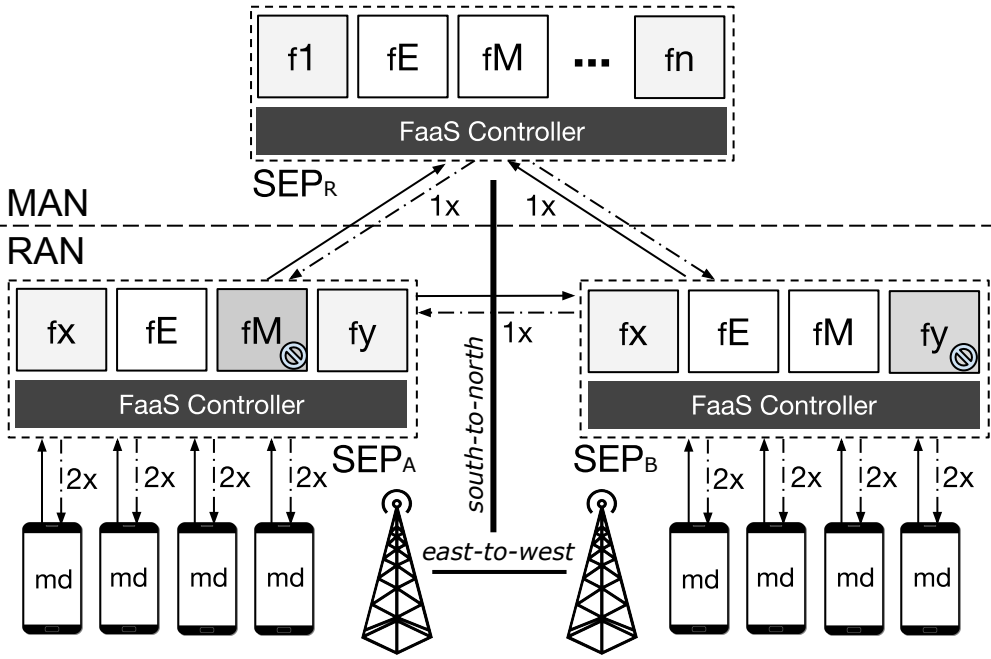 f1 fE fM ... fn
FaaS Controller
SEPR
1x 1x
MAN
RAN
fx fE fM fy
fx fE fM fy
1x
FaaS Controller
FaaS Controller
south-to-north
SEPA
SEPB
2x 2x 2x 2x
2x 2x 2x 2x
east-to-west
md md md md
md md md md